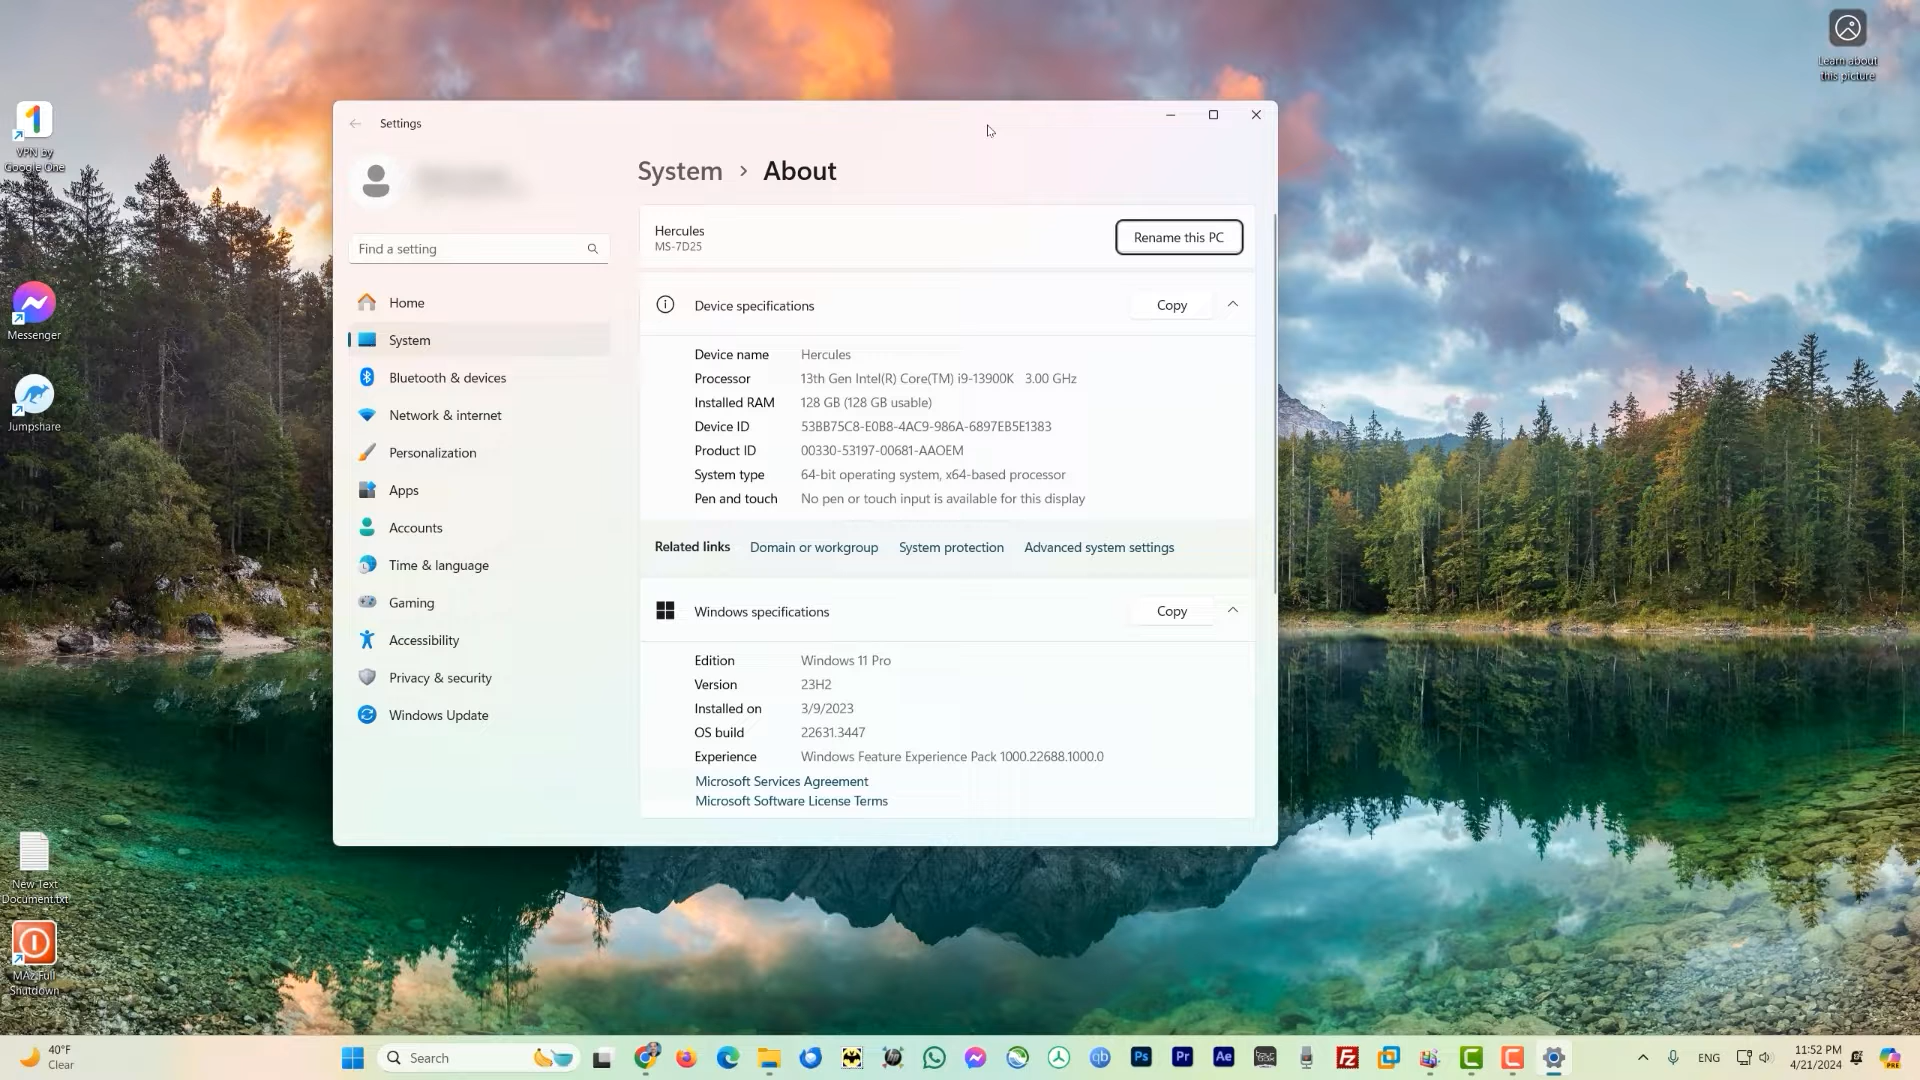 Learn about
this picture
VPN by
Google One
Messenger
Jumpshare
New Text
Document.txt
MAz Full
Shutdown
Settings
Find a setting
Home
System
Bluetooth & devices
Network & internet
Personalization
Apps
Accounts
Time & language
Gaming
Accessibility
Privacy & security
Windows Update
System > About
Hercules
MS-7D25
Rename this PC
Device specifications
Copy
Device name Hercules
Processor 13th Gen Intel(R) Core(TM) i9-13900K 3.00 GHz
Installed RAM 128 GB (128 GB usable)
Device ID 53BB75C8-E0B8-4AC9-986A-6897EB5E1383
Product ID 00330-53197-00681-AAOEM
System type 64-bit operating system, x64-based processor
Pen and touch No pen or touch input is available for this display
Related links Domain or workgroup System protection Advanced system settings
Windows specifications
Copy
Edition Windows 11 Pro
Version 23H2
Installed on 3/9/2023
OS build 22631.3447
Experience Windows Feature Experience Pack 1000.22688.1000.0
Microsoft Services Agreement
Microsoft Software License Terms
40°F
Clear
Search
qb
Ps
Pr
Ae
Fz
ENG
11:52 PM
4/21/2024
PRE